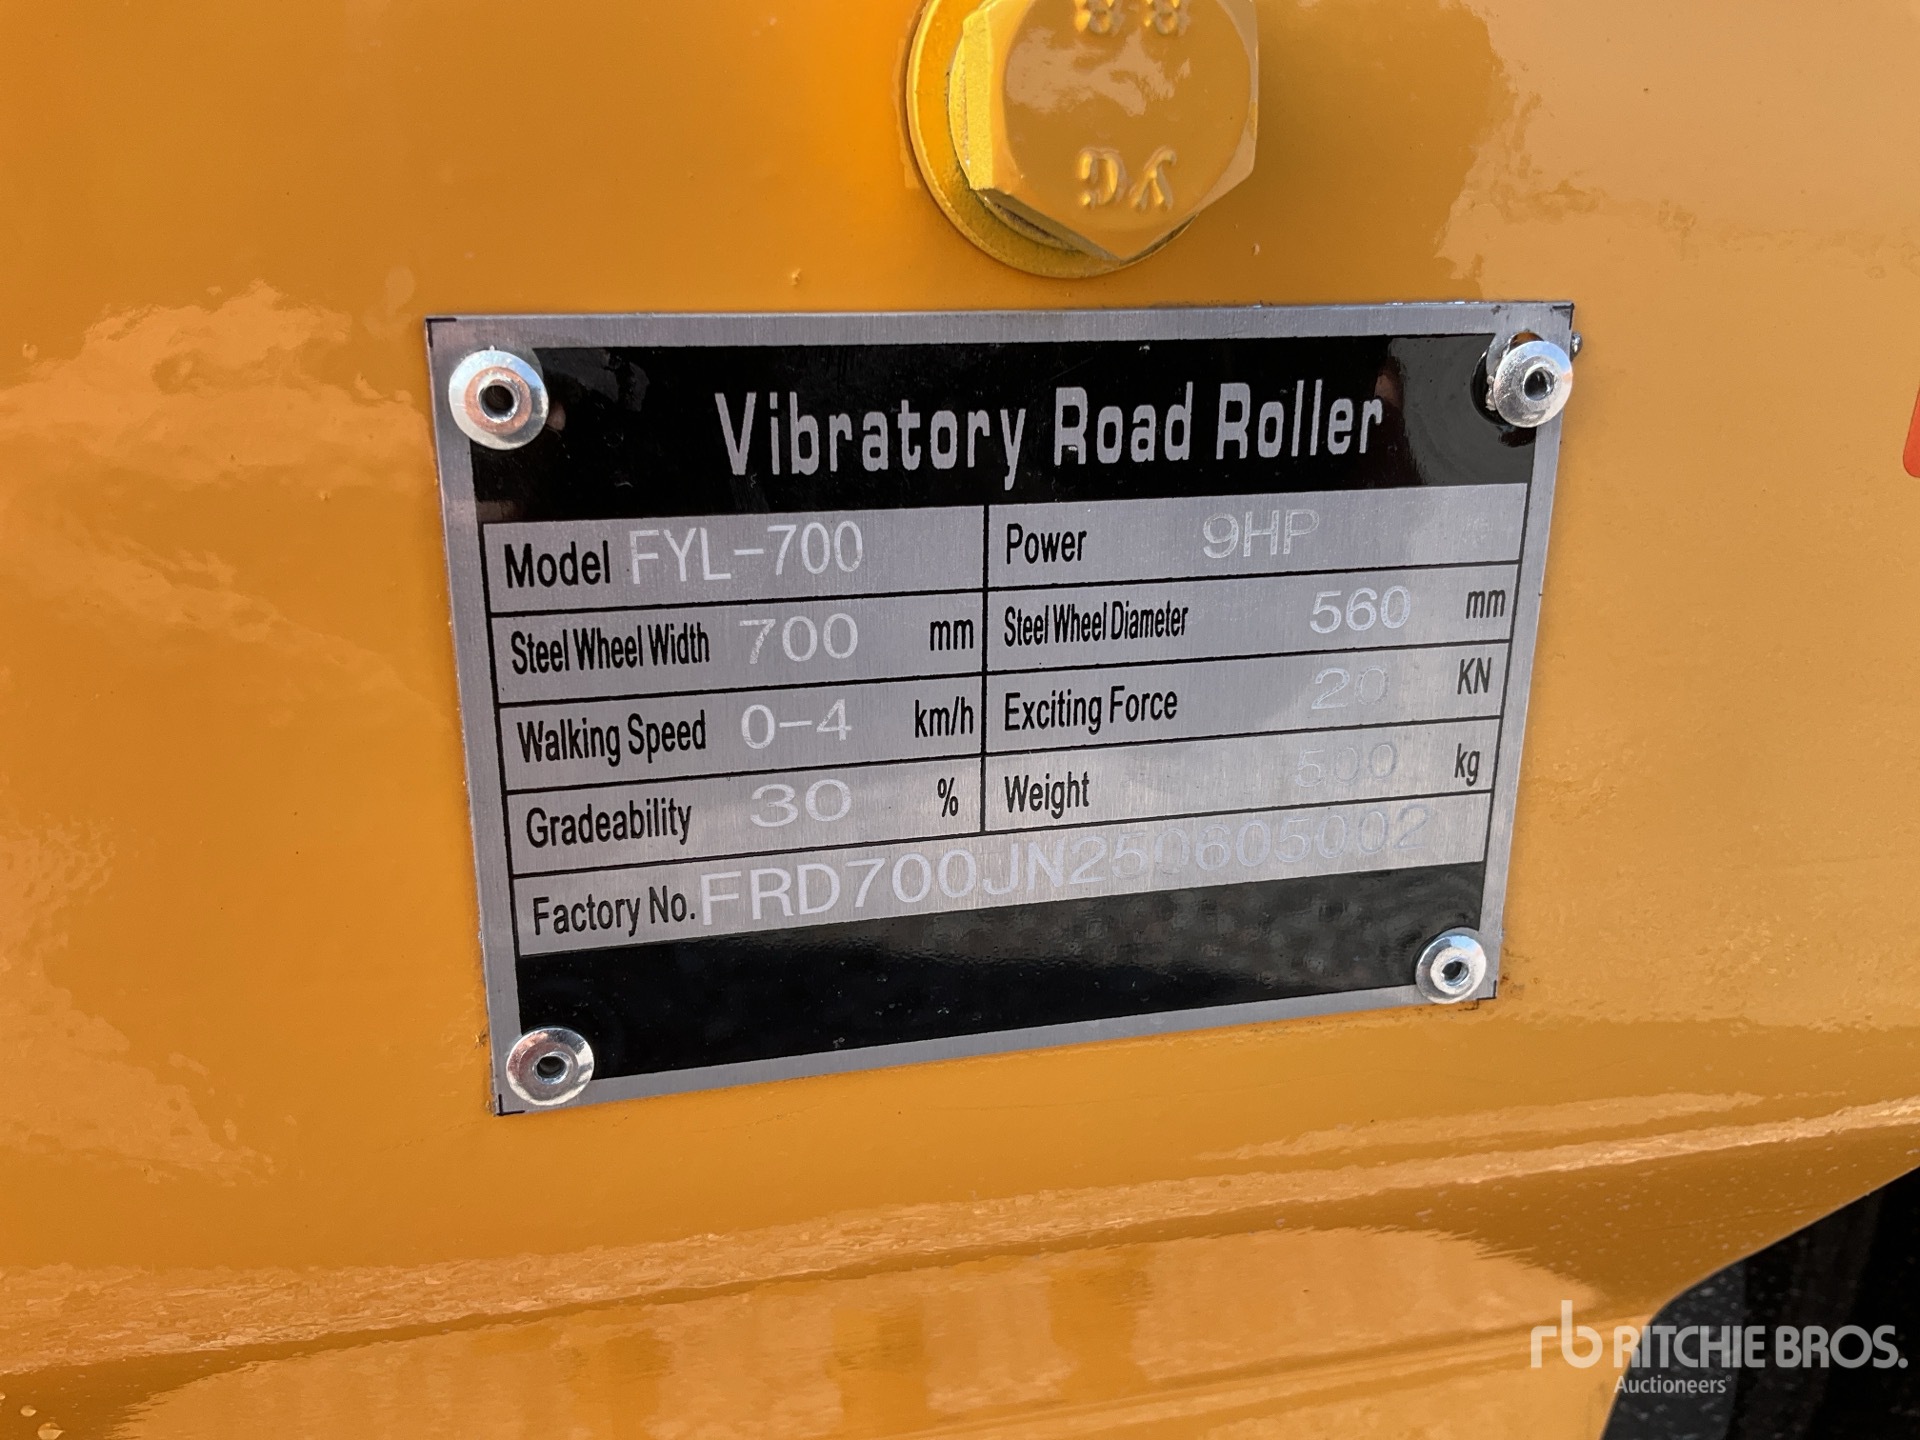 8.8
YG
Vibratory Road Roller
Model FYL-700 Power 9HP
Steel Wheel Width 700 mm Steel Wheel Diameter 560 mm
Walking Speed 0-4 km/h Exciting Force 20 KN
Gradeability 30 % Weight 500 kg
Factory No. FRD700JN250605002
rb RITCHIE BROS.
Auctioneers